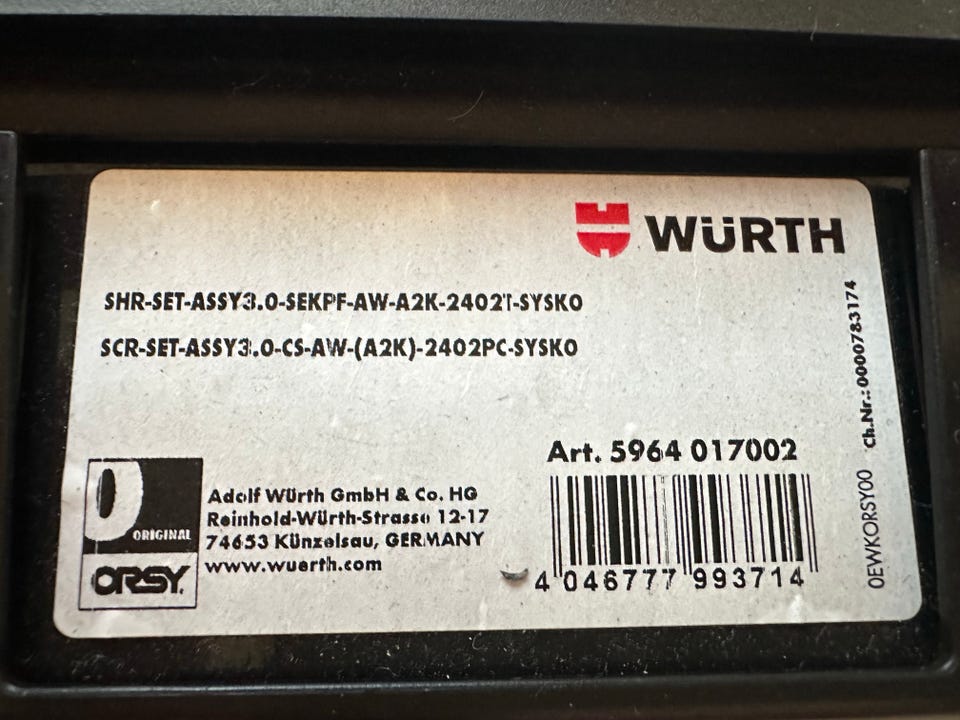 WÜRTH
SHR-SET-ASSY3.0-SEKPF-AW-A2K-2402T-SYSKO
SCR-SET-ASSY3.0-CS-AW-(A2K)-2402PC-SYSKO
Ch.Nr.:0000783174
0EWKORSY00
Art. 5964 017002
4 046777 993714
O
ORIGINAL
ORSY.
Adolf Würth GmbH & Co. HG
Reinhold-Würth-Strasse 12-17
74653 Künzelsau, GERMANY
www.wuerth.com